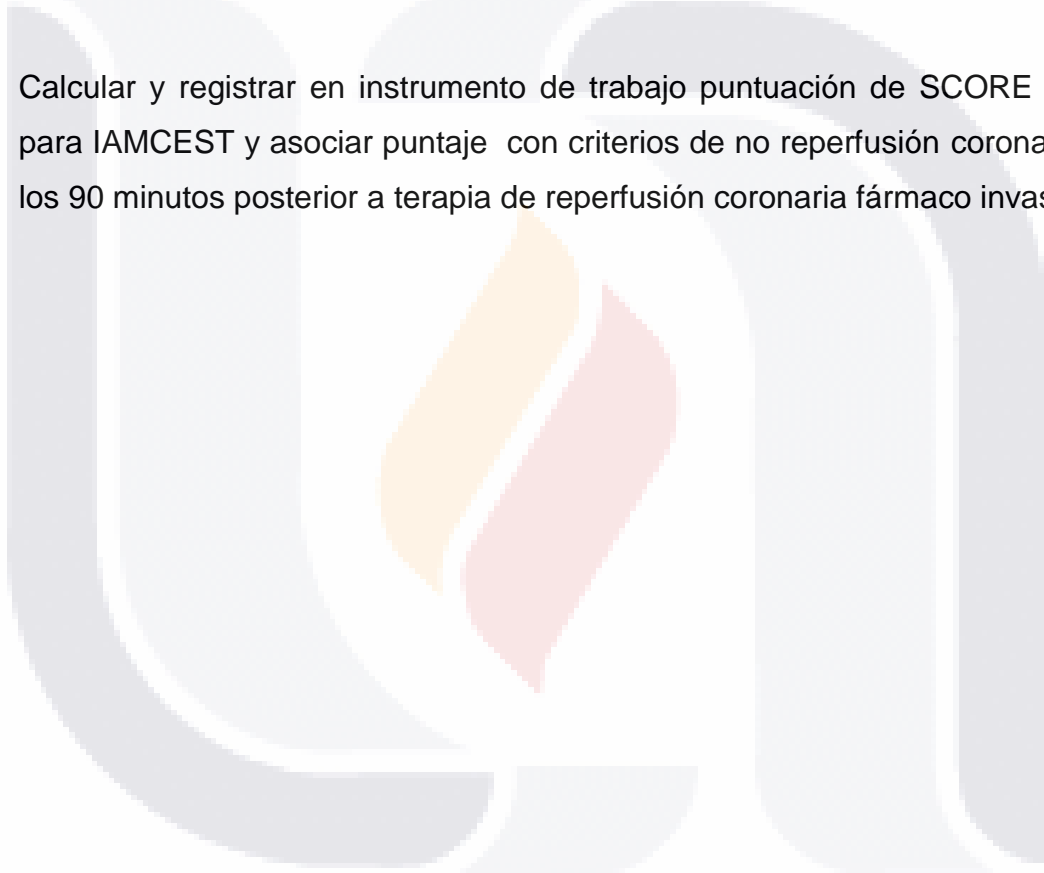 Calcular y registrar en instrumento de trabajo puntuación de SCORE
para IAMCEST y asociar puntaje con criterios de no reperfusión corona
los 90 minutos posterior a terapia de reperfusión coronaria fármaco invas